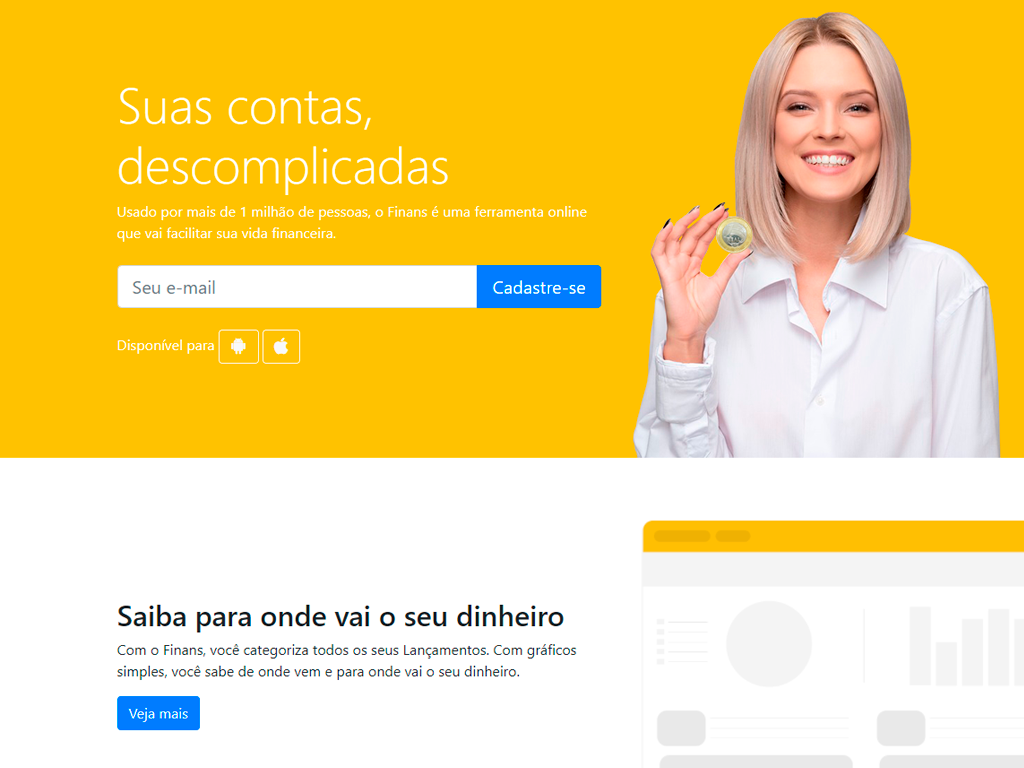 Suas contas,
descomplicadas
Usado por mais de 1 milhão de pessoas, o Finans é uma ferramenta online
que vai facilitar sua vida financeira.
Seu e-mail
Cadastre-se
Disponível para
Saiba para onde vai o seu dinheiro
Com o Finans, você categoriza todos os seus Lançamentos. Com gráficos
simples, você sabe de onde vem e para onde vai o seu dinheiro.
Veja mais